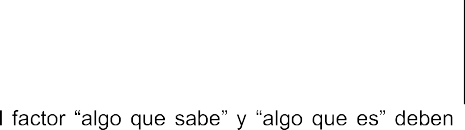 factor “algo que sabe” y “algo que es” deben